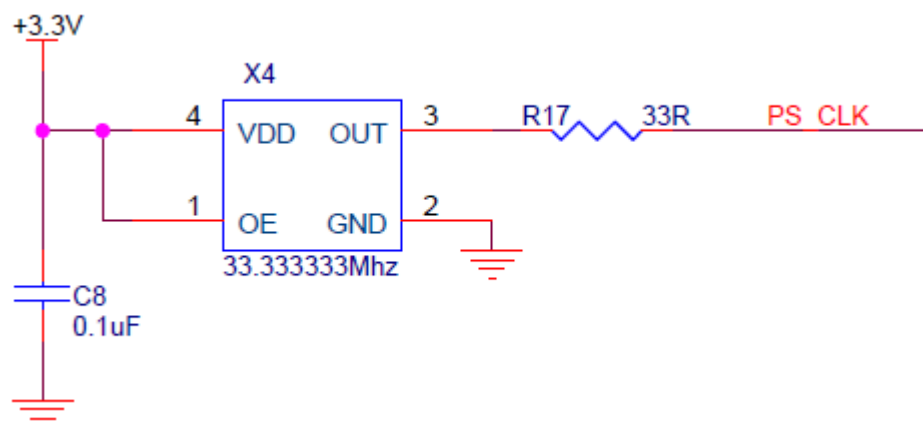 +3.3V
X4
4 VDD OUT 3 R17 33R PS_CLK
1 OE GND 2
33.333333Mhz
C8
0.1uF